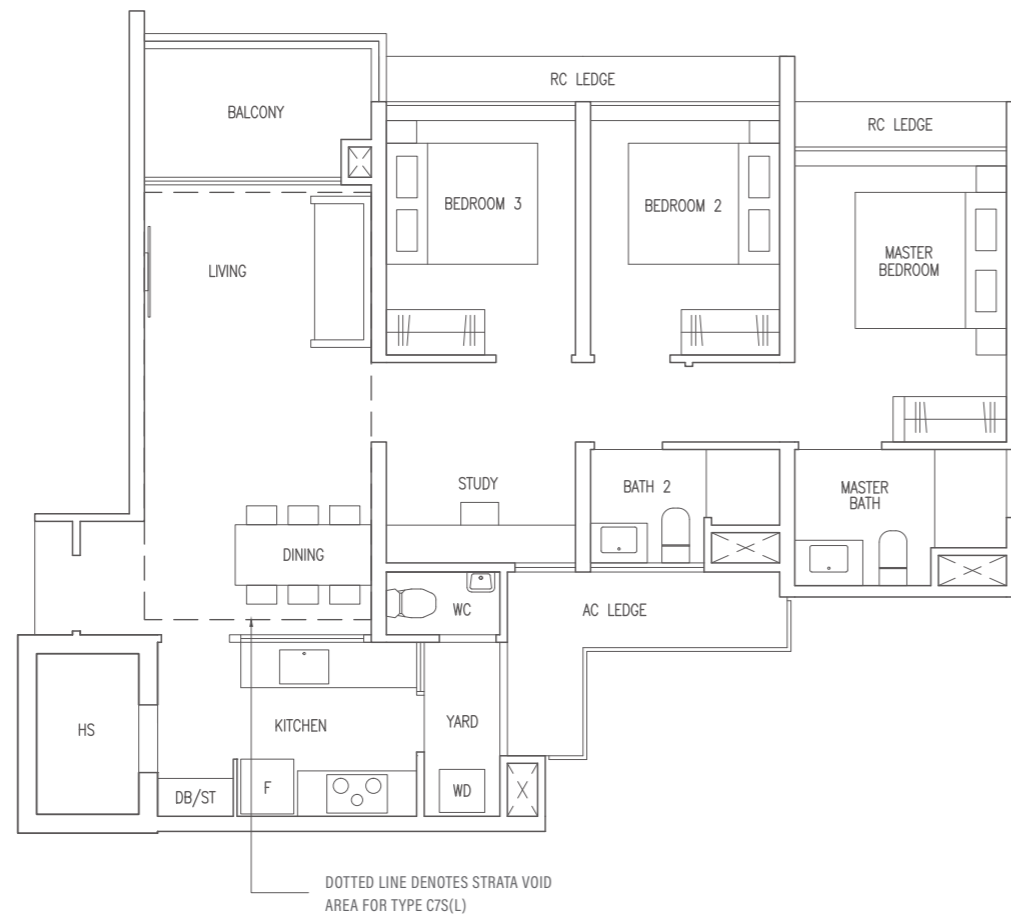 RC LEDGE
BALCONY
RC LEDGE
BEDROOM 3
BEDROOM 2
MASTER
BEDROOM
LIVING
STUDY
BATH 2
MASTER
BATH
DINING
WC
AC LEDGE
HS
KITCHEN
YARD
DB/ST
F
WD
DOTTED LINE DENOTES STRATA VOID
AREA FOR TYPE C7S(L)